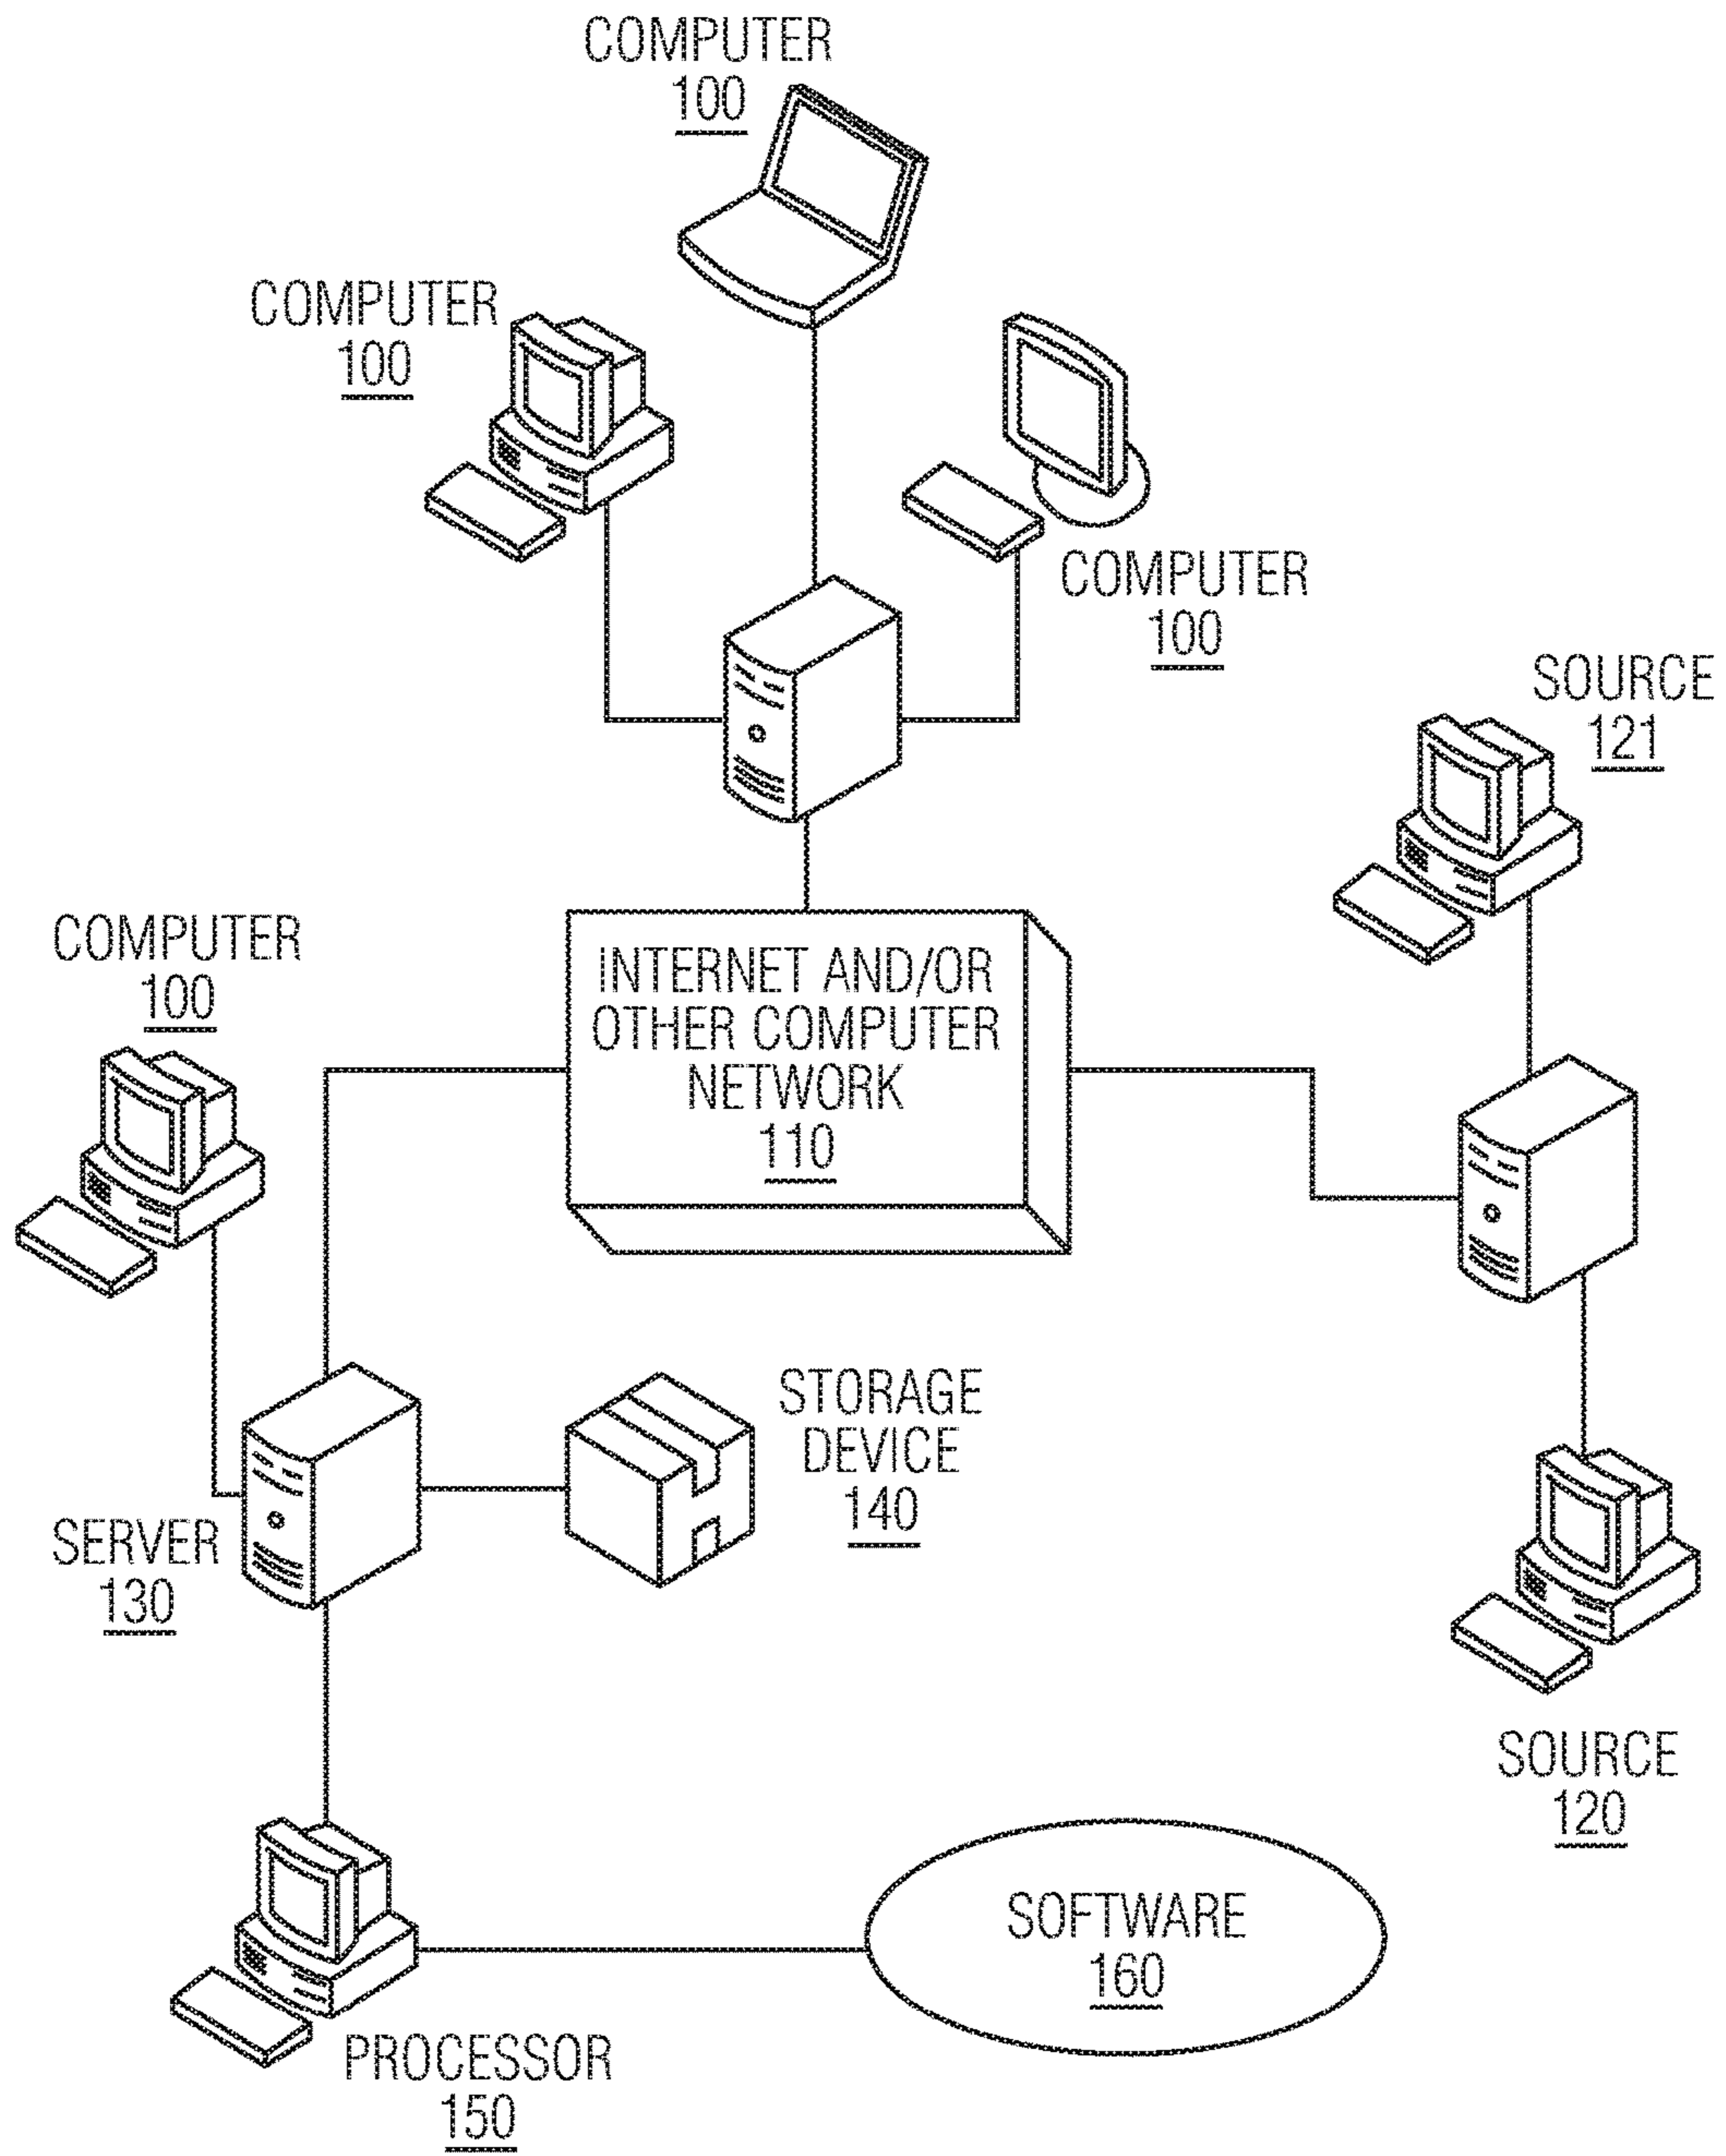 COMPUTER
100
COMPUTER
100
COMPUTER
100
SOURCE
121
COMPUTER
100
INTERNET AND/OR
OTHER COMPUTER
NETWORK
110
STORAGE
DEVICE
140
SERVER
130
SOURCE
120
SOFTWARE
160
PROCESSOR
150